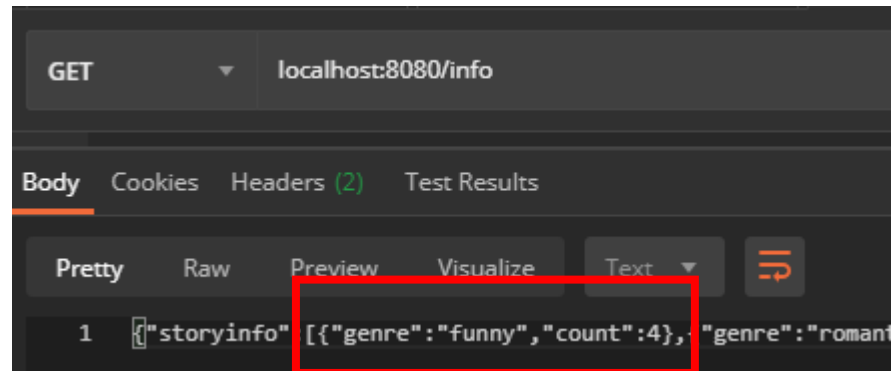 GET localhost:8080/info
Body Cookies Headers (2) Test Results
Pretty Raw Preview Visualize Text
1 {"storyinfo":[{"genre":"funny","count":4},{"genre":"romant